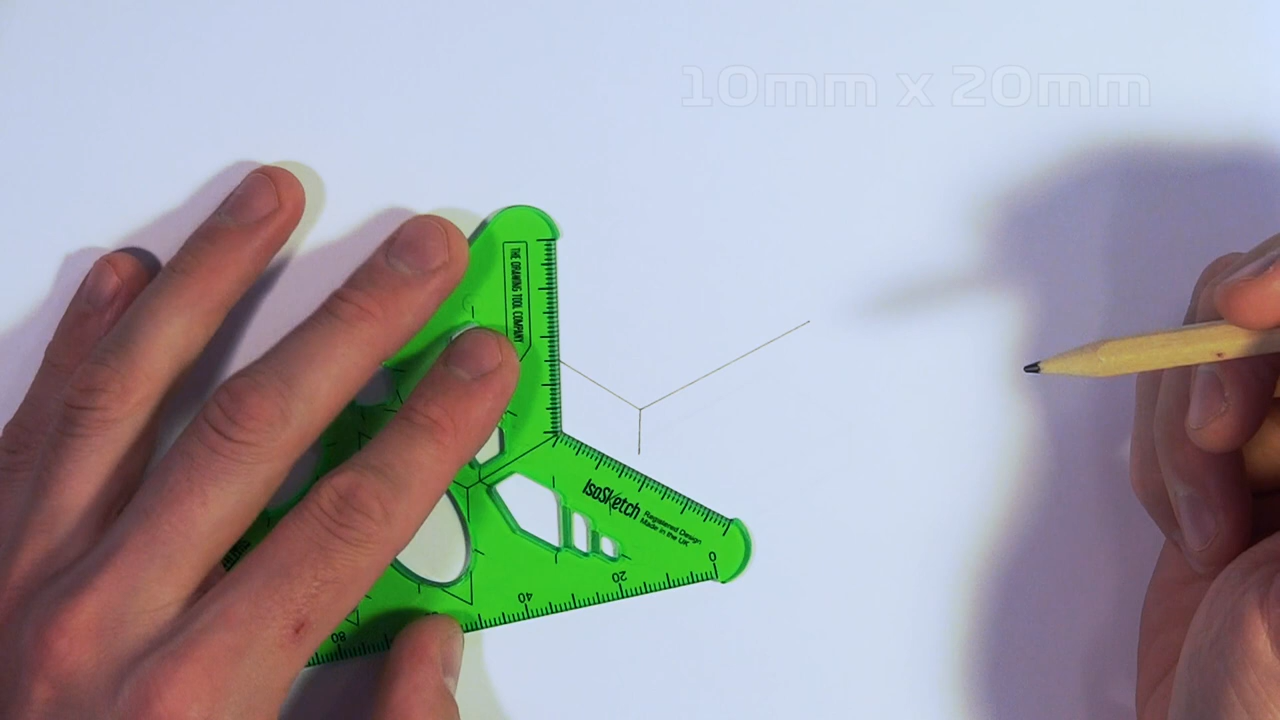 10mm x 20mm
THE DRAWING TOOL COMPANY
IsoSketch
Registered Design
Made in the UK
0
20
40
80